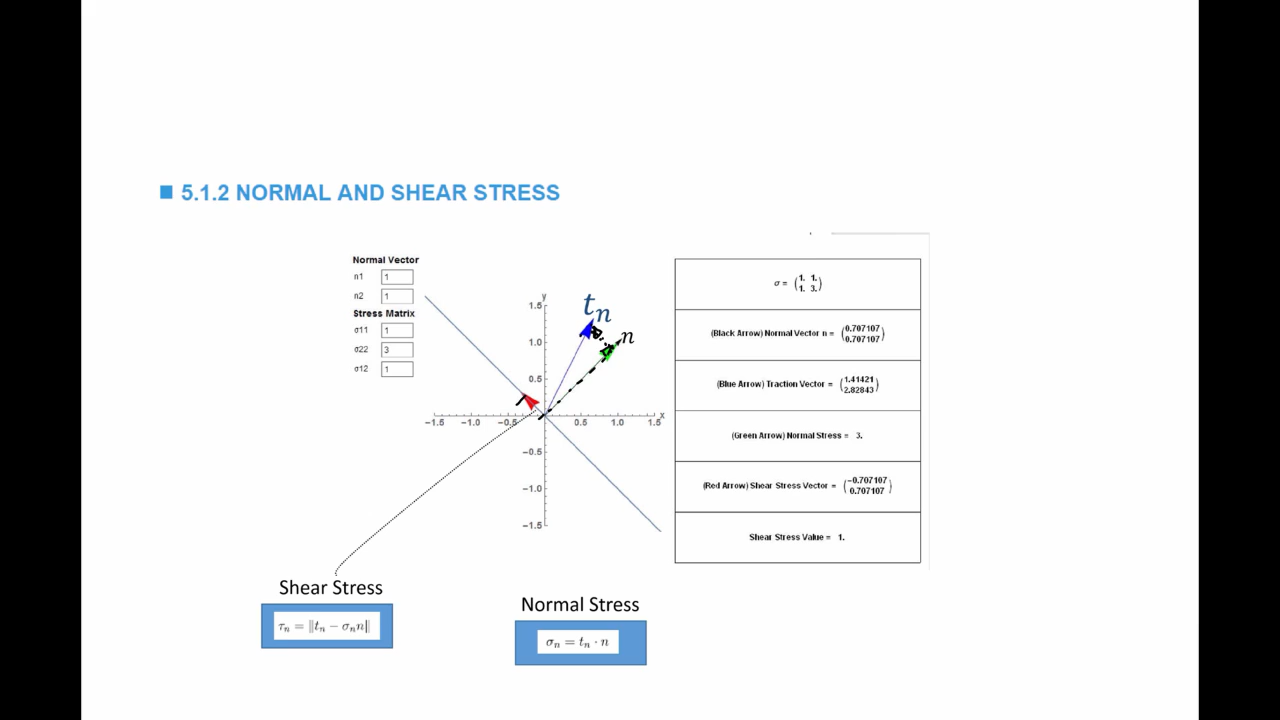 ■ 5.1.2 NORMAL AND SHEAR STRESS
Normal Vector
n1 1
n2 1
Stress Matrix
σ11 1
σ22 3
σ12 1
y
1.5
1.0
0.5
-0.5
-1.0
-1.5
-1.5 -1.0 -0.5 0.5 1.0 1.5 x
t_n
n
σ = (1. 1.
1. 3.)
(Black Arrow) Normal Vector n = (0.707107
0.707107)
(Blue Arrow) Traction Vector = (1.41421
2.82843)
(Green Arrow) Normal Stress = 3.
(Red Arrow) Shear Stress Vector = (-0.707107
0.707107)
Shear Stress Value = 1.
Shear Stress
τ_n = ‖t_n − σ_n n‖
Normal Stress
σ_n = t_n · n